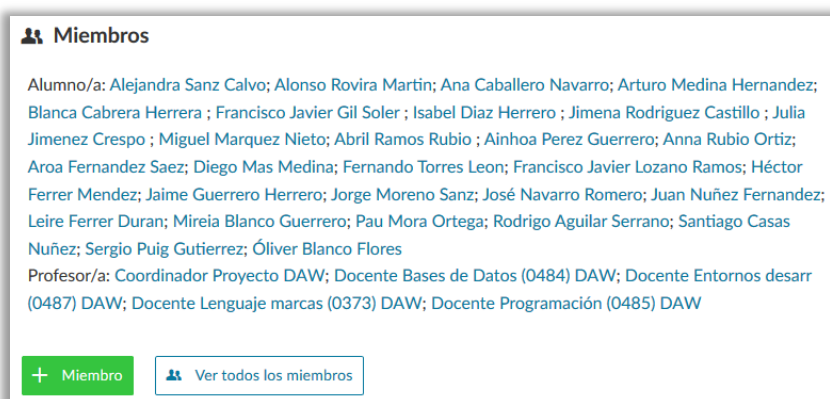 Miembros
Alumno/a: Alejandra Sanz Calvo; Alonso Rovira Martin; Ana Caballero Navarro; Arturo Medina Hernandez;
Blanca Cabrera Herrera ; Francisco Javier Gil Soler ; Isabel Diaz Herrero ; Jimena Rodriguez Castillo ; Julia
Jimenez Crespo ; Miguel Marquez Nieto; Abril Ramos Rubio ; Ainhoa Perez Guerrero; Anna Rubio Ortiz;
Aroa Fernandez Saez; Diego Mas Medina; Fernando Torres Leon; Francisco Javier Lozano Ramos; Héctor
Ferrer Mendez; Jaime Guerrero Herrero; Jorge Moreno Sanz; José Navarro Romero; Juan Nuñez Fernandez;
Leire Ferrer Duran; Mireia Blanco Guerrero; Pau Mora Ortega; Rodrigo Aguilar Serrano; Santiago Casas
Nuñez; Sergio Puig Gutierrez; Óliver Blanco Flores
Profesor/a: Coordinador Proyecto DAW; Docente Bases de Datos (0484) DAW; Docente Entornos desarr
(0487) DAW; Docente Lenguaje marcas (0373) DAW; Docente Programación (0485) DAW
+ Miembro
Ver todos los miembros